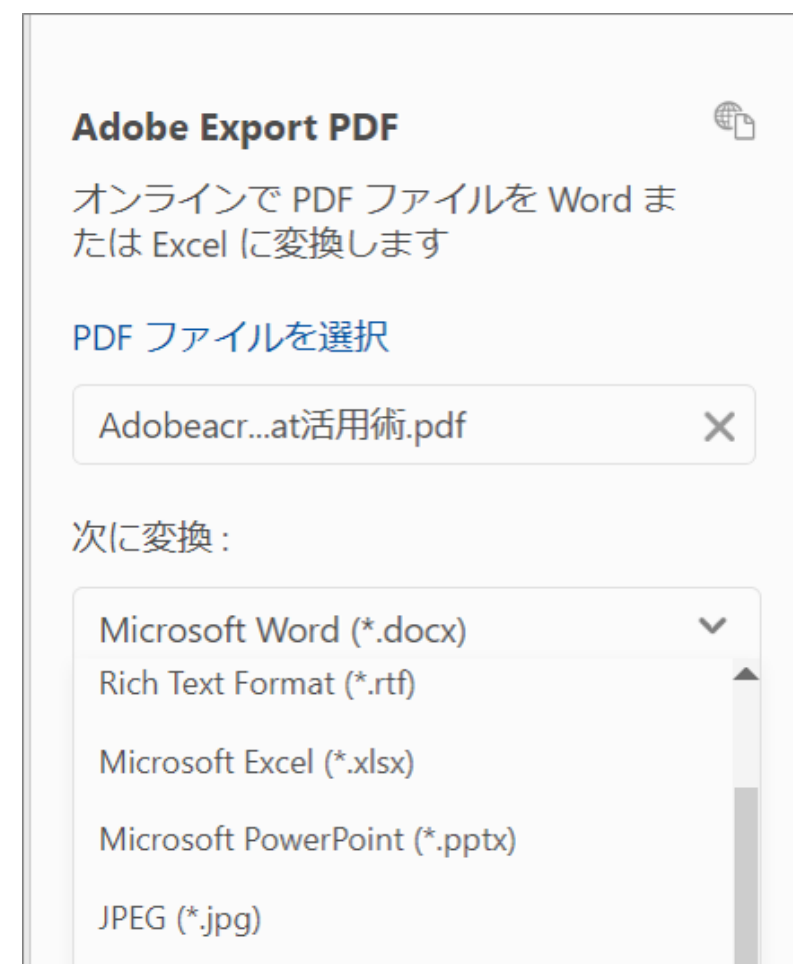 Adobe Export PDF
オンラインで PDF ファイルを Word ま
たは Excel に変換します
PDF ファイルを選択
Adobeacr...at活用術.pdf
次に変換 :
Microsoft Word (*.docx)
Rich Text Format (*.rtf)
Microsoft Excel (*.xlsx)
Microsoft PowerPoint (*.pptx)
JPEG (*.jpg)